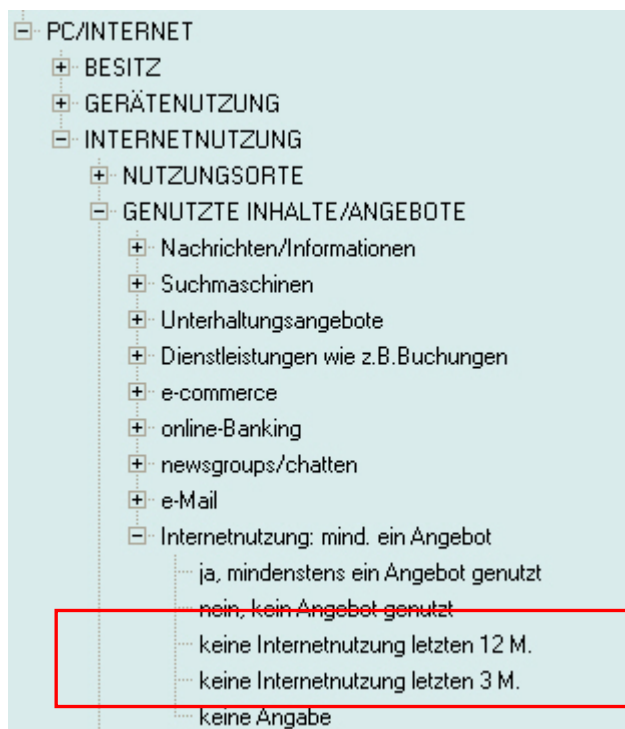 PC/INTERNET
BESITZ
GERÄTENUTZUNG
INTERNETNUTZUNG
NUTZUNGSORTE
GENUTZTE INHALTE/ANGEBOTE
Nachrichten/Informationen
Suchmaschinen
Unterhaltungsangebote
Dienstleistungen wie z.B.Buchungen
e-commerce
online-Banking
newsgroups/chatten
e-Mail
Internetnutzung: mind. ein Angebot
ja, mindenstens ein Angebot genutzt
nein, kein Angebot genutzt
keine Internetnutzung letzten 12 M.
keine Internetnutzung letzten 3 M.
keine Angabe